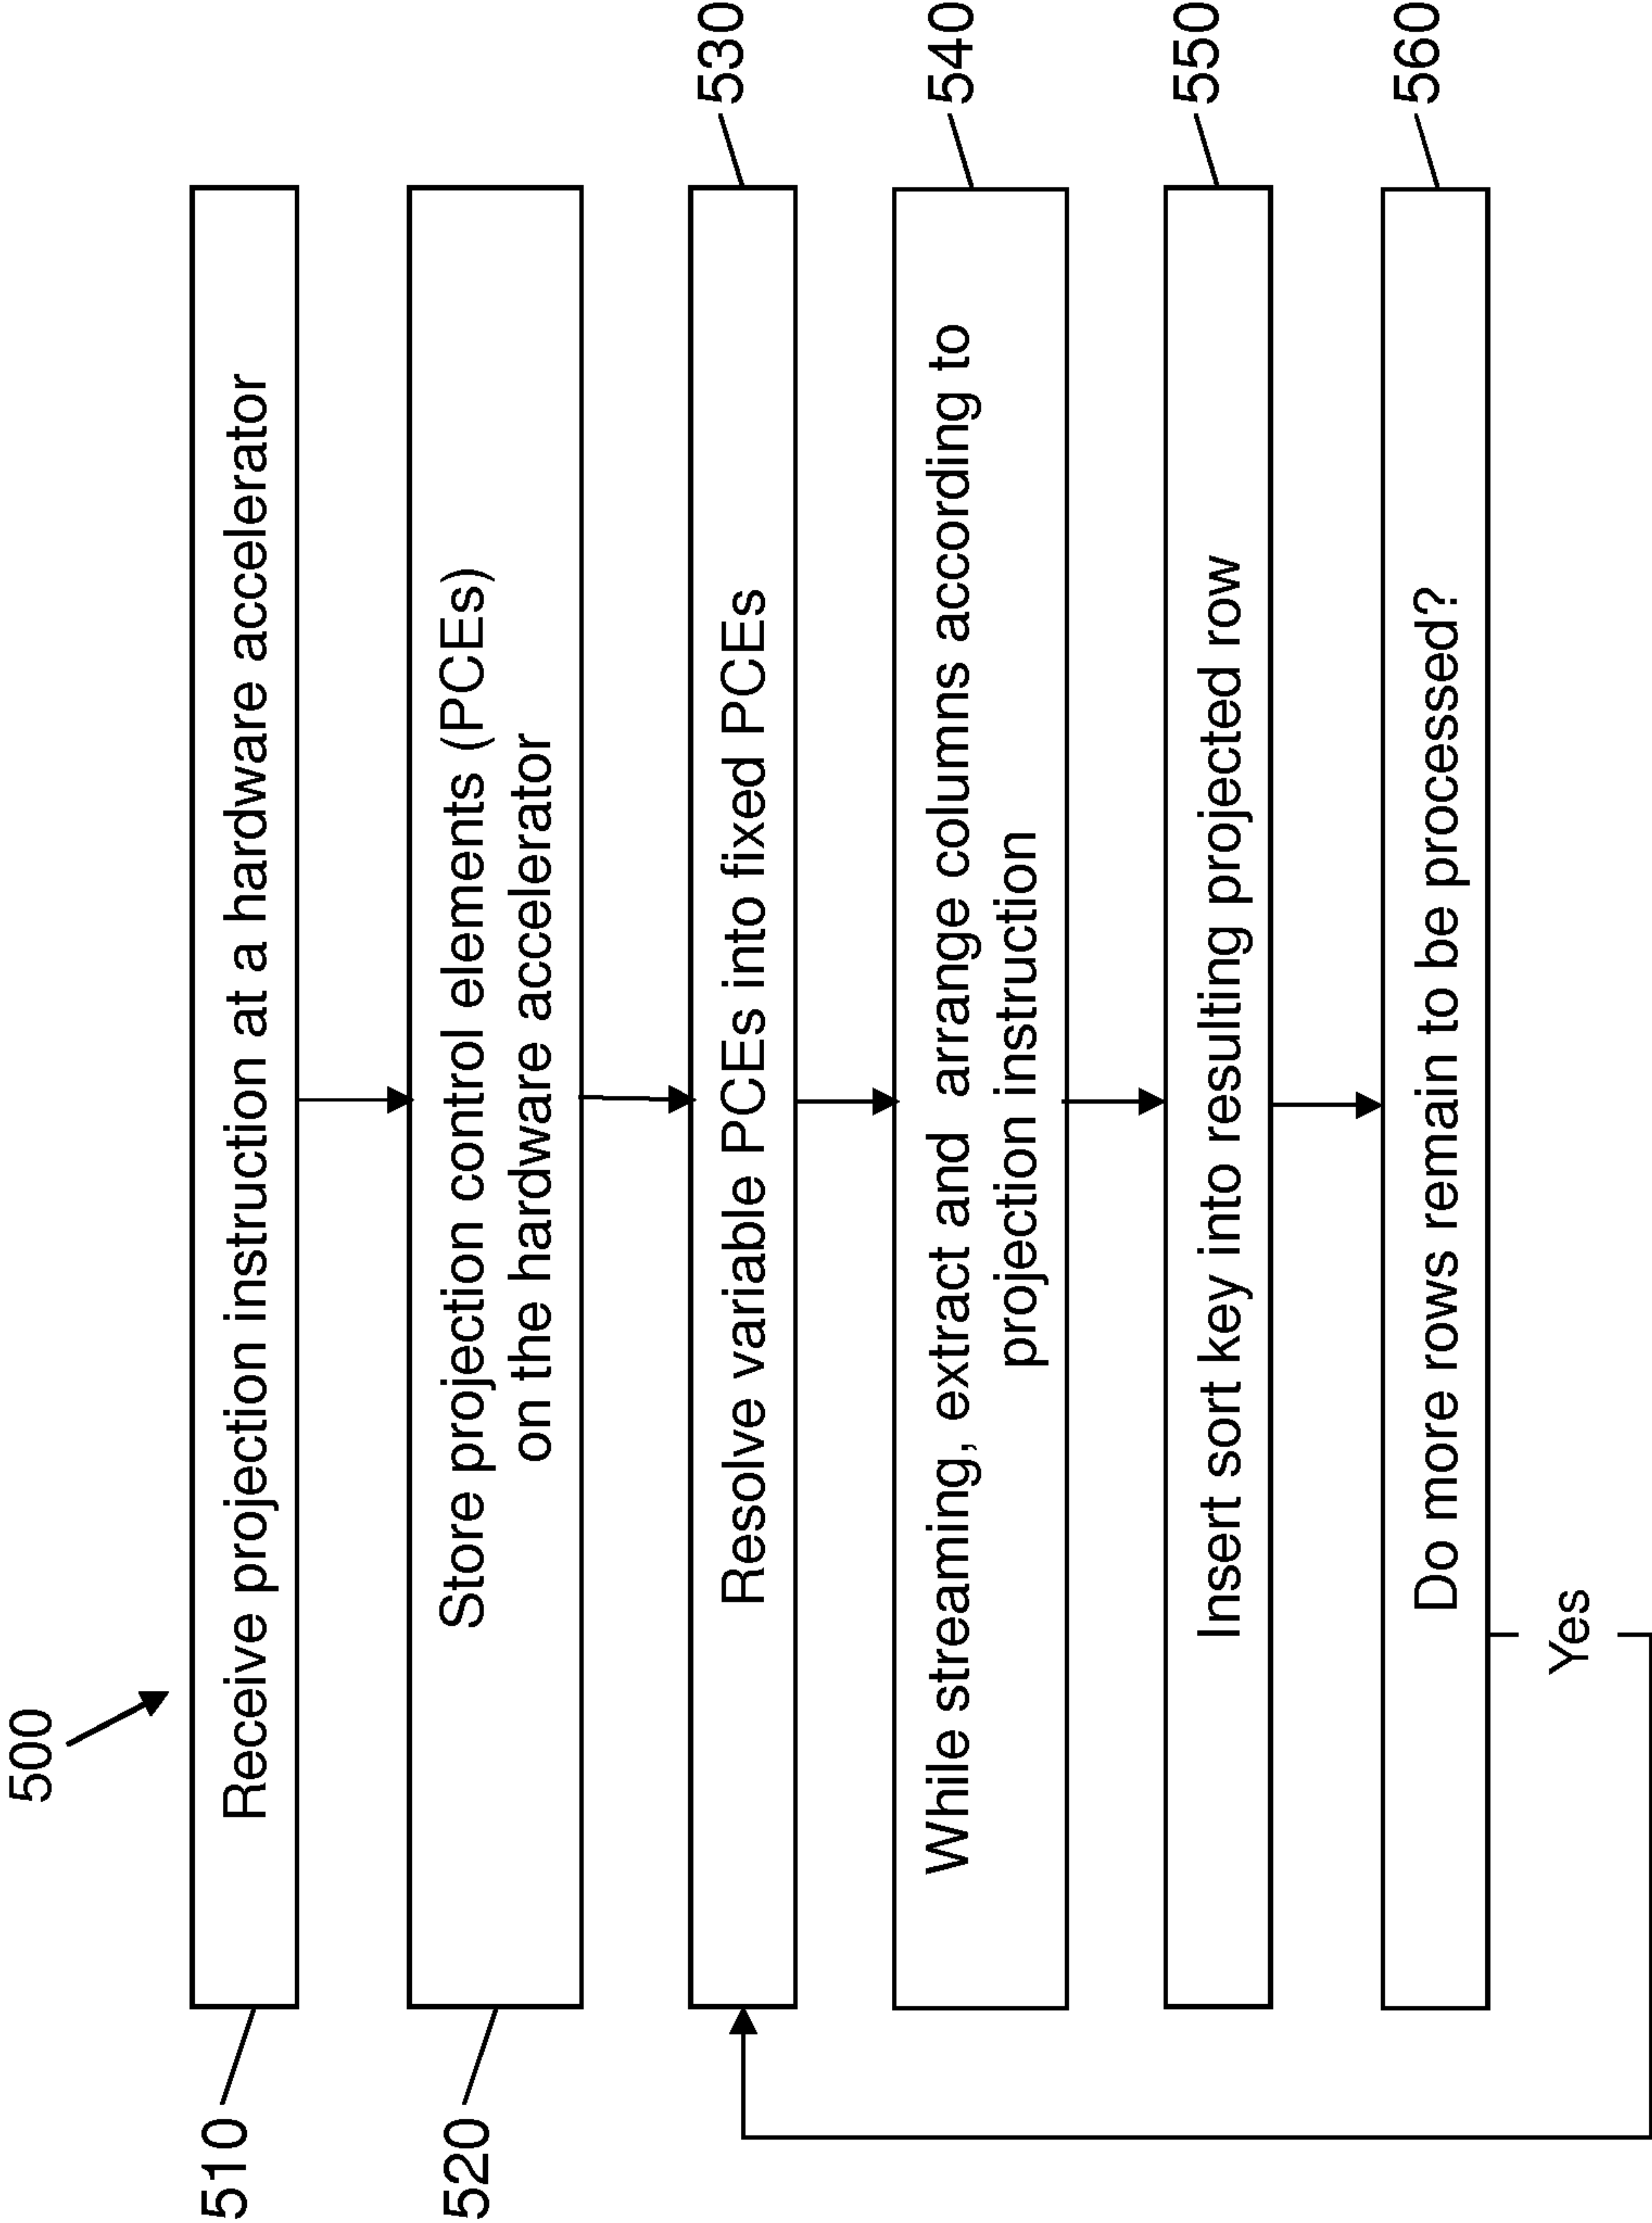 500
510
Receive projection instruction at a hardware accelerator
520
Store projection control elements (PCEs)
on the hardware accelerator
Resolve variable PCEs into fixed PCEs
530
While streaming, extract and arrange columns according to
projection instruction
540
Insert sort key into resulting projected row
550
Do more rows remain to be processed?
560
Yes